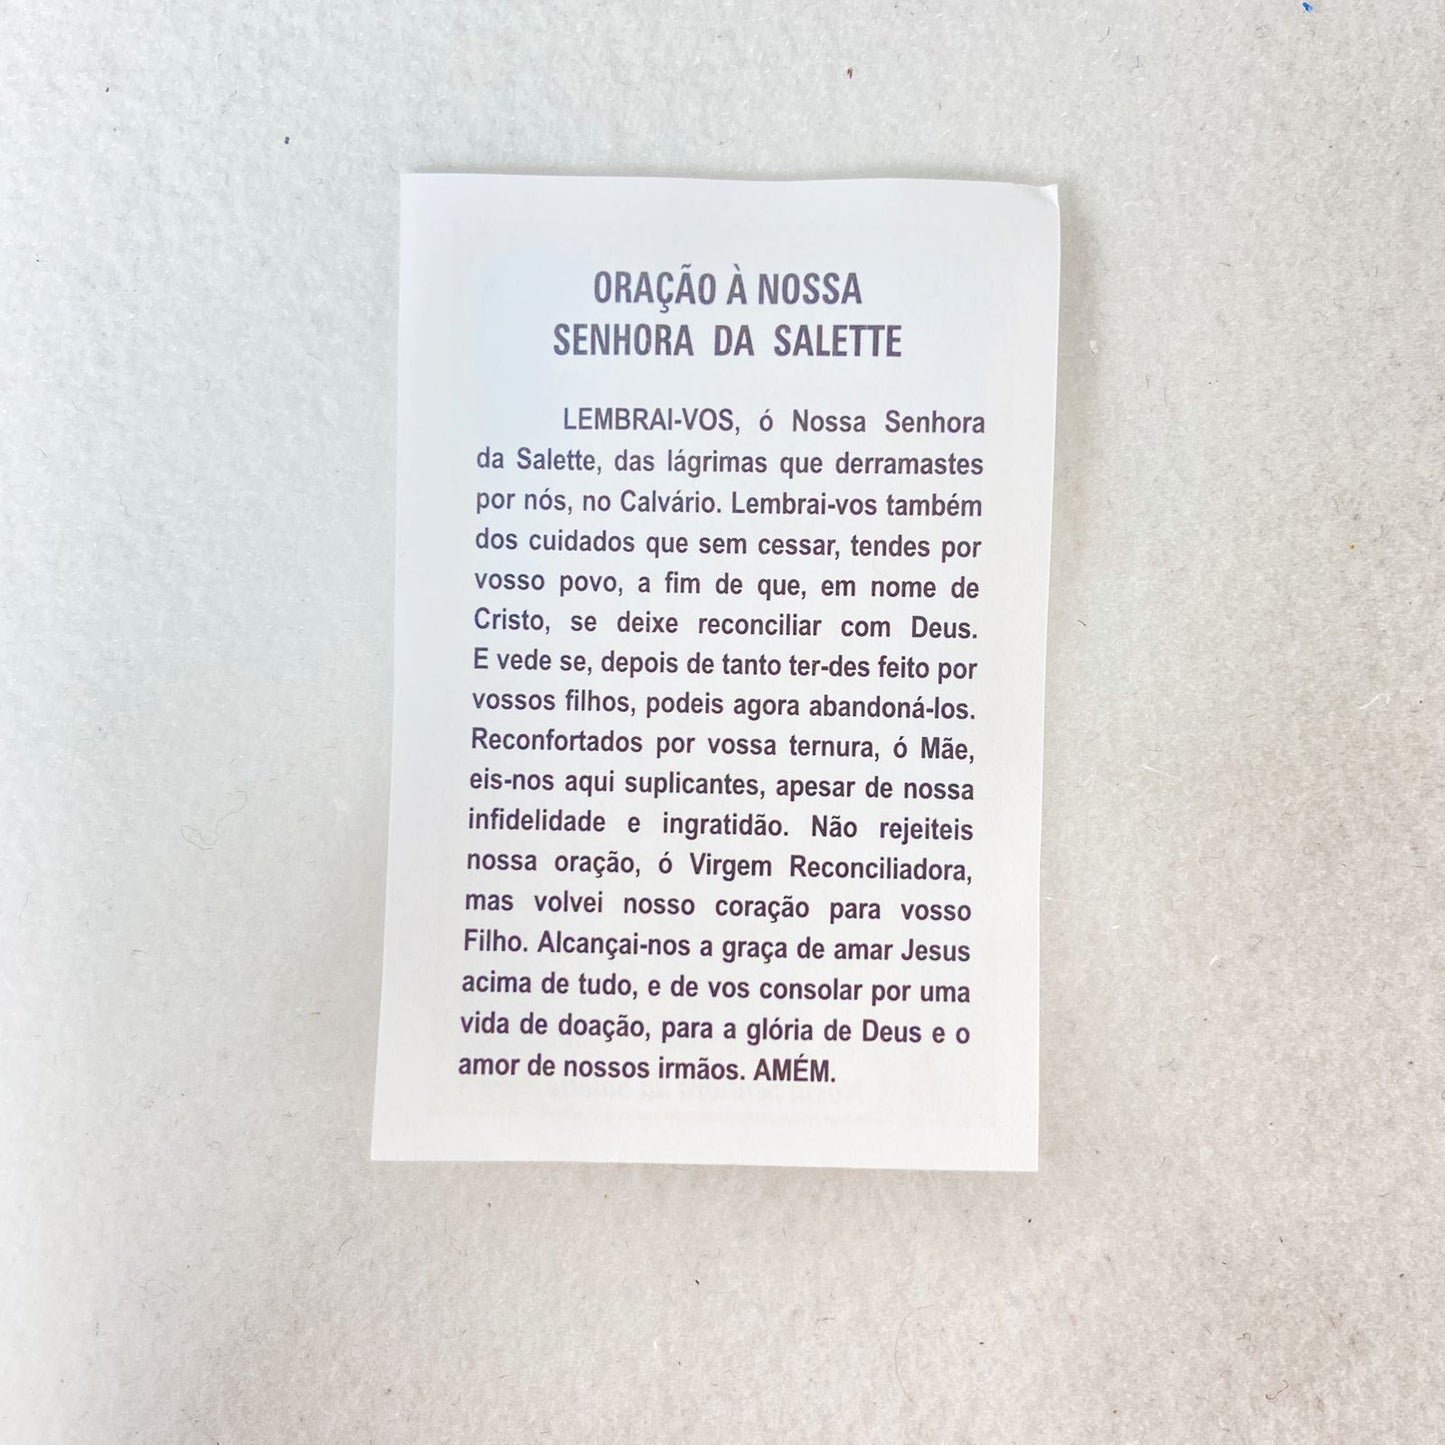 ORAÇÃO À NOSSA
SENHORA DA SALETTE
LEMBRAI-VOS, ó Nossa Senhora
da Salette, das lágrimas que derramastes
por nós, no Calvário. Lembrai-vos também
dos cuidados que sem cessar, tendes por
vosso povo, a fim de que, em nome de
Cristo, se deixe reconciliar com Deus.
E vede se, depois de tanto ter-des feito por
vossos filhos, podeis agora abandoná-los.
Reconfortados por vossa ternura, ó Mãe,
eis-nos aqui suplicantes, apesar de nossa
infidelidade e ingratidão. Não rejeiteis
nossa oração, ó Virgem Reconciliadora,
mas volvei nosso coração para vosso
Filho. Alcançai-nos a graça de amar Jesus
acima de tudo, e de vos consolar por uma
vida de doação, para a glória de Deus e o
amor de nossos irmãos. AMÉM.